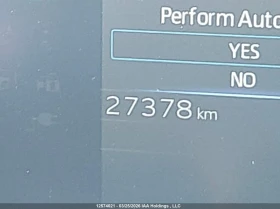 Perform Auto
YES
NO
27378 km
12874621 - 03/25/2026 IAA Holdings, LLC